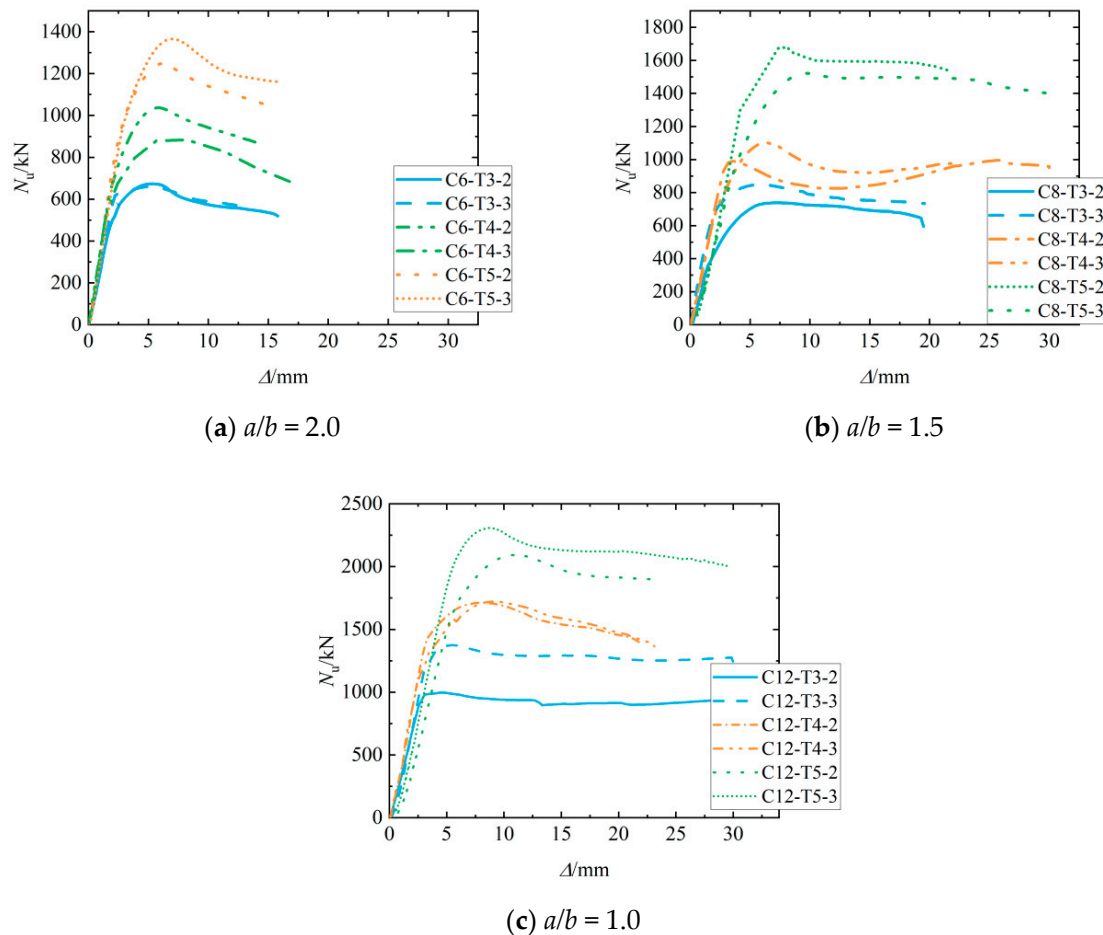 1400
1200
1000
800
600
400
200
0
0 5 10 15 20 25 30
Nu/kN
Δ/mm
C6-T3-2
C6-T3-3
C6-T4-2
C6-T4-3
C6-T5-2
C6-T5-3
(a) a/b = 2.0
1800
1600
1400
1200
1000
800
600
400
200
0
0 5 10 15 20 25 30
Nu/kN
Δ/mm
C8-T3-2
C8-T3-3
C8-T4-2
C8-T4-3
C8-T5-2
C8-T5-3
(b) a/b = 1.5
2500
2000
1500
1000
500
0
0 5 10 15 20 25 30
Nu/kN
Δ/mm
C12-T3-2
C12-T3-3
C12-T4-2
C12-T4-3
C12-T5-2
C12-T5-3
(c) a/b = 1.0